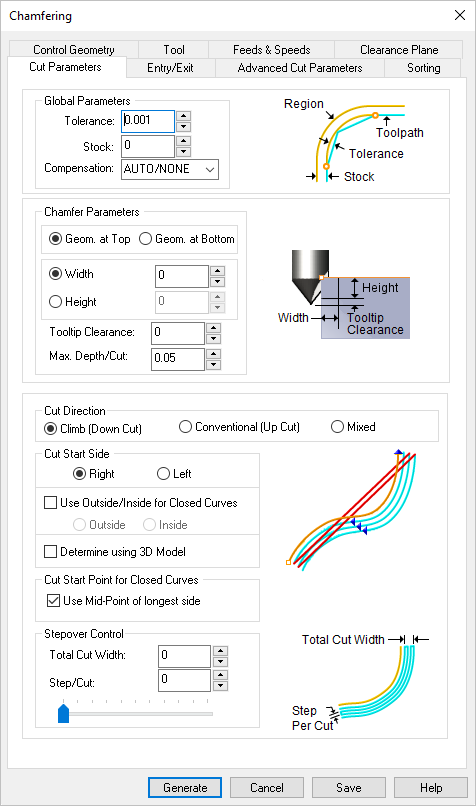 Chamfering
Control Geometry Tool Feeds & Speeds Clearance Plane
Cut Parameters Entry/Exit Advanced Cut Parameters Sorting
Global Parameters
Tolerance: 0.001
Stock: 0
Compensation: AUTO/NONE
Region
Toolpath
Tolerance
Stock
Chamfer Parameters
Geom. at Top Geom. at Bottom
Width 0
Height 0
Tooltip Clearance: 0
Max. Depth/Cut: 0.05
Height
Width
Tooltip
Clearance
Cut Direction
Climb (Down Cut) Conventional (Up Cut) Mixed
Cut Start Side
Right Left
Use Outside/Inside for Closed Curves
Outside Inside
Determine using 3D Model
Cut Start Point for Closed Curves
Use Mid-Point of longest side
Stepover Control
Total Cut Width: 0
Step/Cut: 0
Total Cut Width
Step
Per Cut
Generate Cancel Save Help